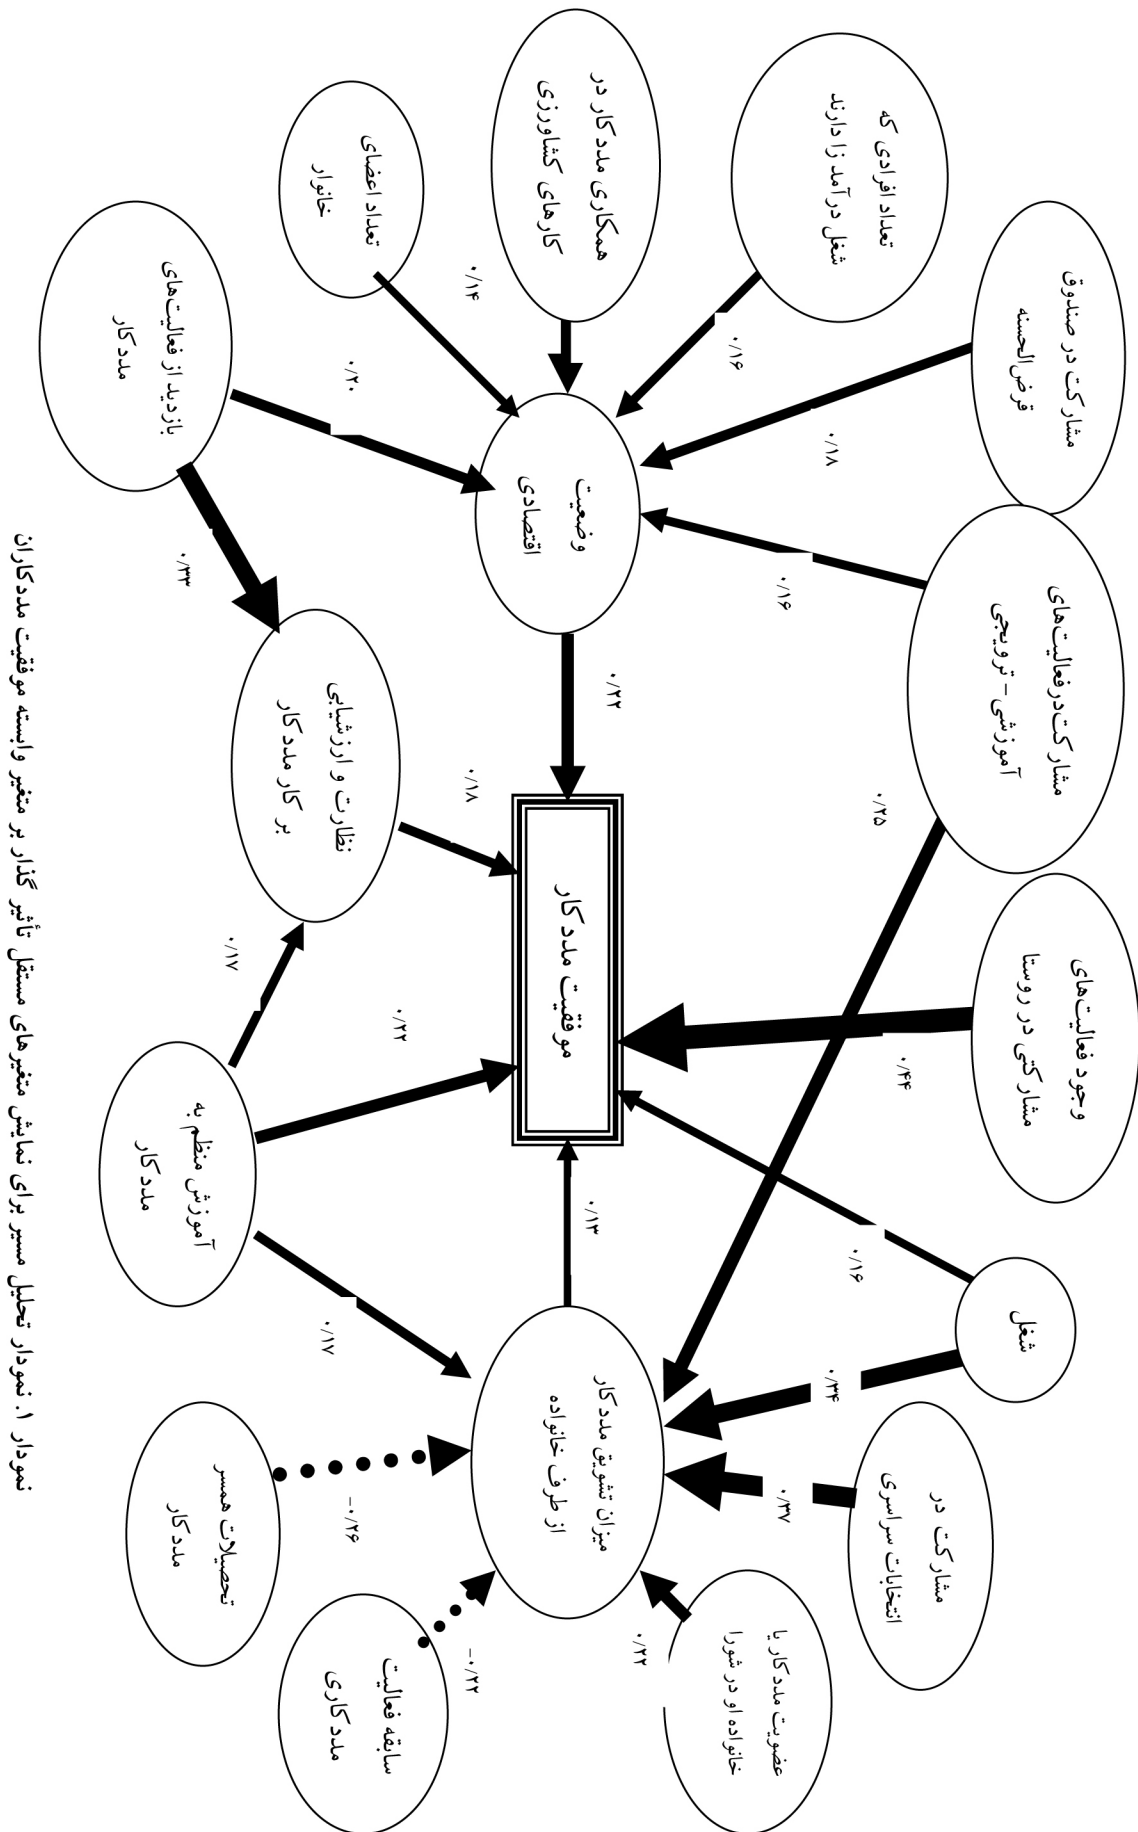 تعداد افرادی که
شغل درآمد زا دارند
همکاری مددکار در
کارهای کشاورزی
تعداد اعضای
خانوار
بازدید از فعالیت‌های
مددکار
مشارکت در صندوق
قرض‌الحسنه
مشارکت‌درفعالیت‌های
آموزشی - ترویجی
وجود فعالیت‌های
مشارکتی در روستا
شغل
مشارکت در
انتخابات سراسری
عضویت مددکار یا
خانواده او در شورا
سابقه فعالیت
مددکاری
تحصیلات همسر
مددکار
آموزش منظم به
مددکار
نظارت و ارزشیابی
بر کار مددکار
وضعیت
اقتصادی
موفقیت مددکار
میزان تشویق مددکار
از طرف خانواده
۰/۱۶
۰/۱۴
۰/۲۰
۰/۱۸
۰/۱۶
۰/۳۳
۰/۲۲
۰/۱۸
۰/۲۵
۰/۴۴
۰/۱۷
۰/۲۲
۰/۱۳
۰/۱۶
۰/۳۴
۰/۱۷
۰/۳۷
-۰/۲۶
-۰/۲۲
۰/۲۲
نمودار ۱. نمودار تحلیل مسیر برای نمایش متغیرهای مستقل تأثیر گذار بر متغیر وابسته موفقیت مددکاران